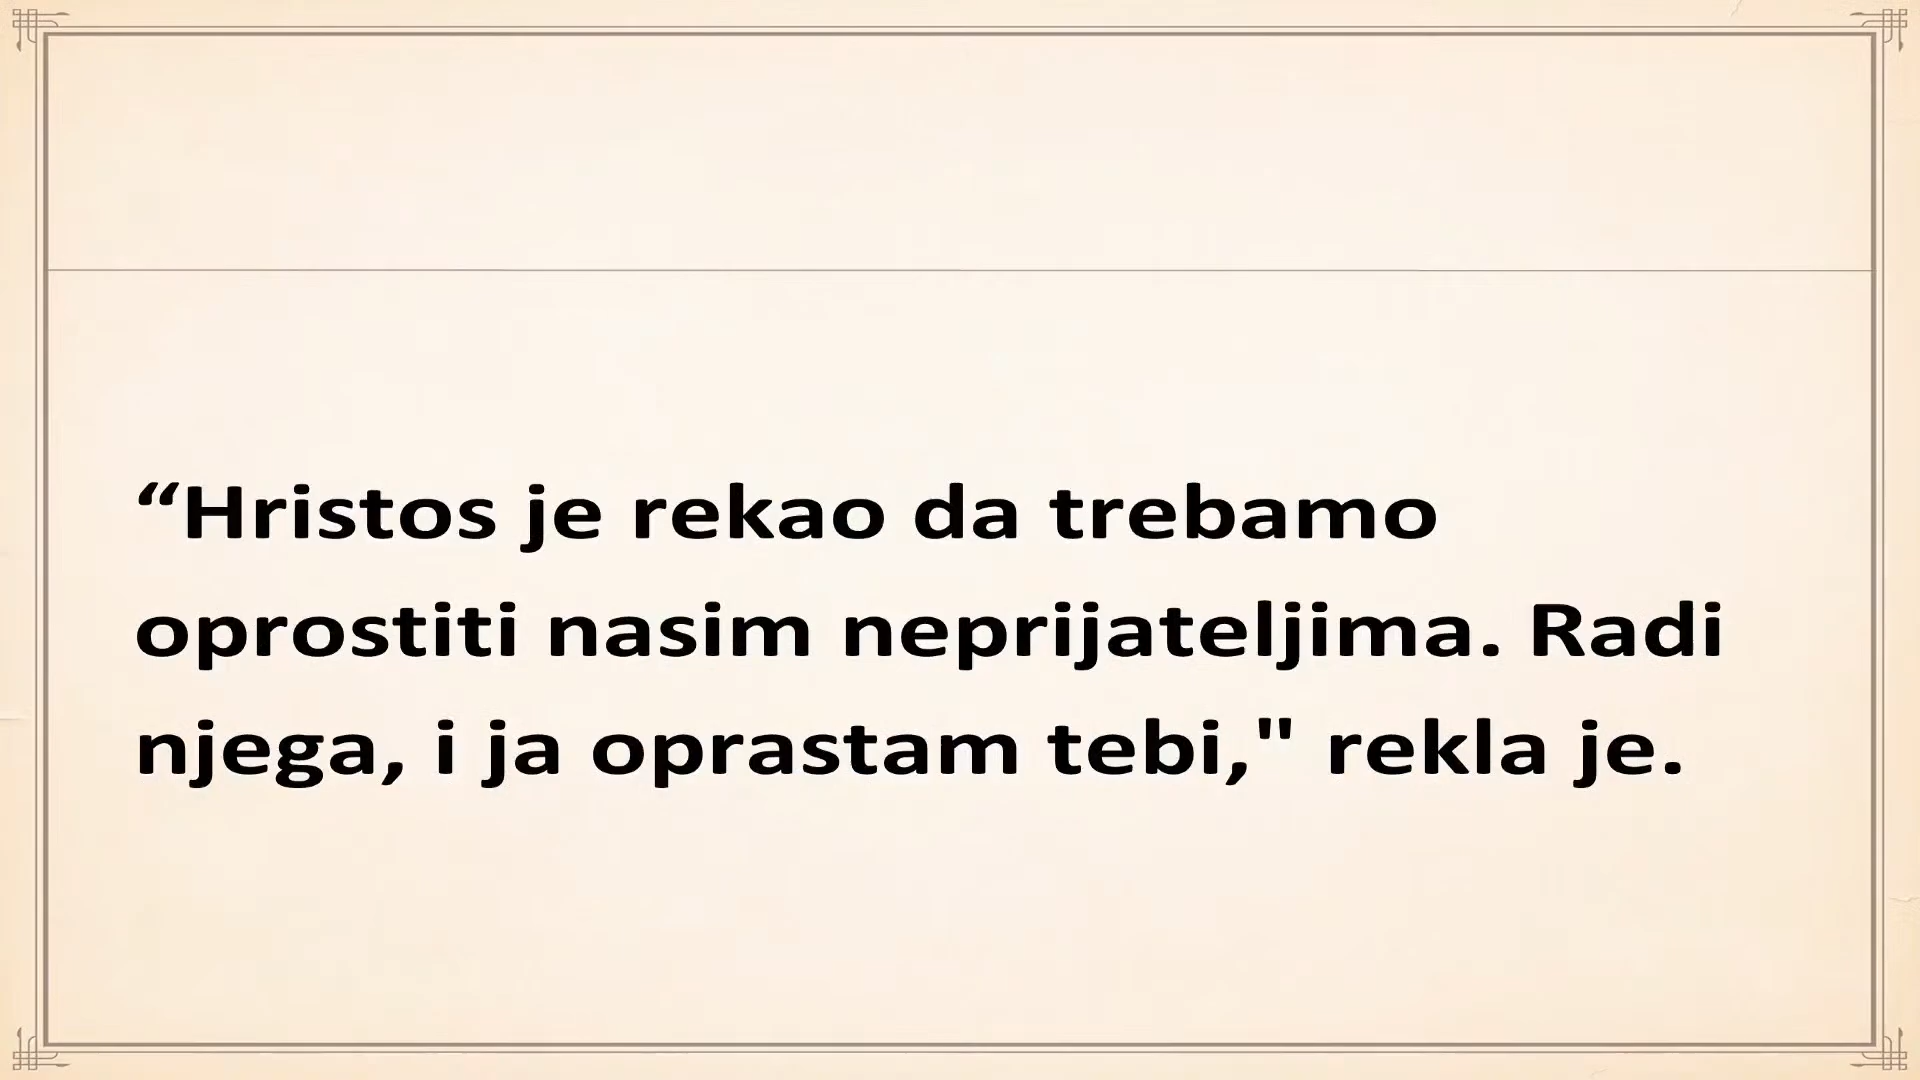 “Hristos je rekao da trebamo
oprostiti nasim neprijateljima. Radi
njega, i ja oprastam tebi," rekla je.